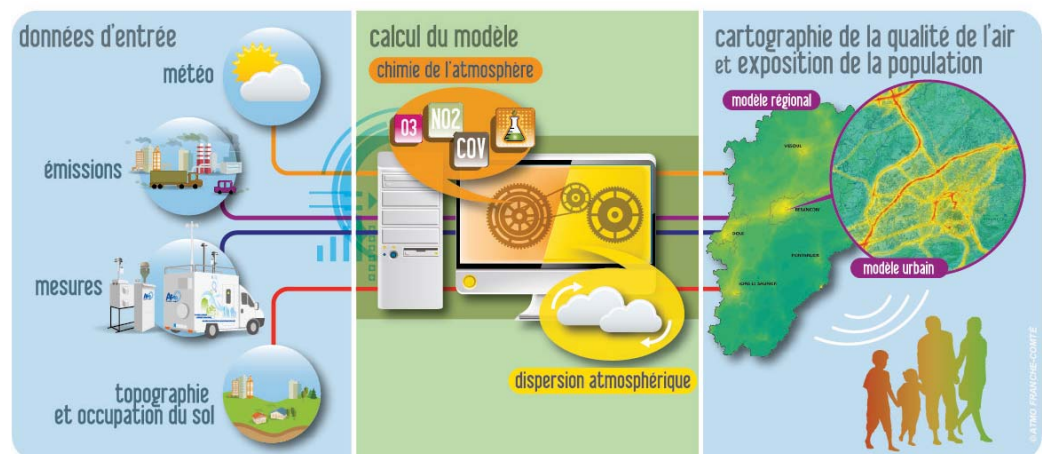 données d'entrée
météo
émissions
mesures
topographie
et occupation du sol
calcul du modèle
chimie de l'atmosphère
O3
NO2
COV
dispersion atmosphérique
cartographie de la qualité de l'air
et exposition de la population
modèle régional
VESOUL
BESANCON
DOLE
PONTARLIER
LONS LE SAUNIER
modèle urbain
© ATMO FRANCHE-COMTÉ